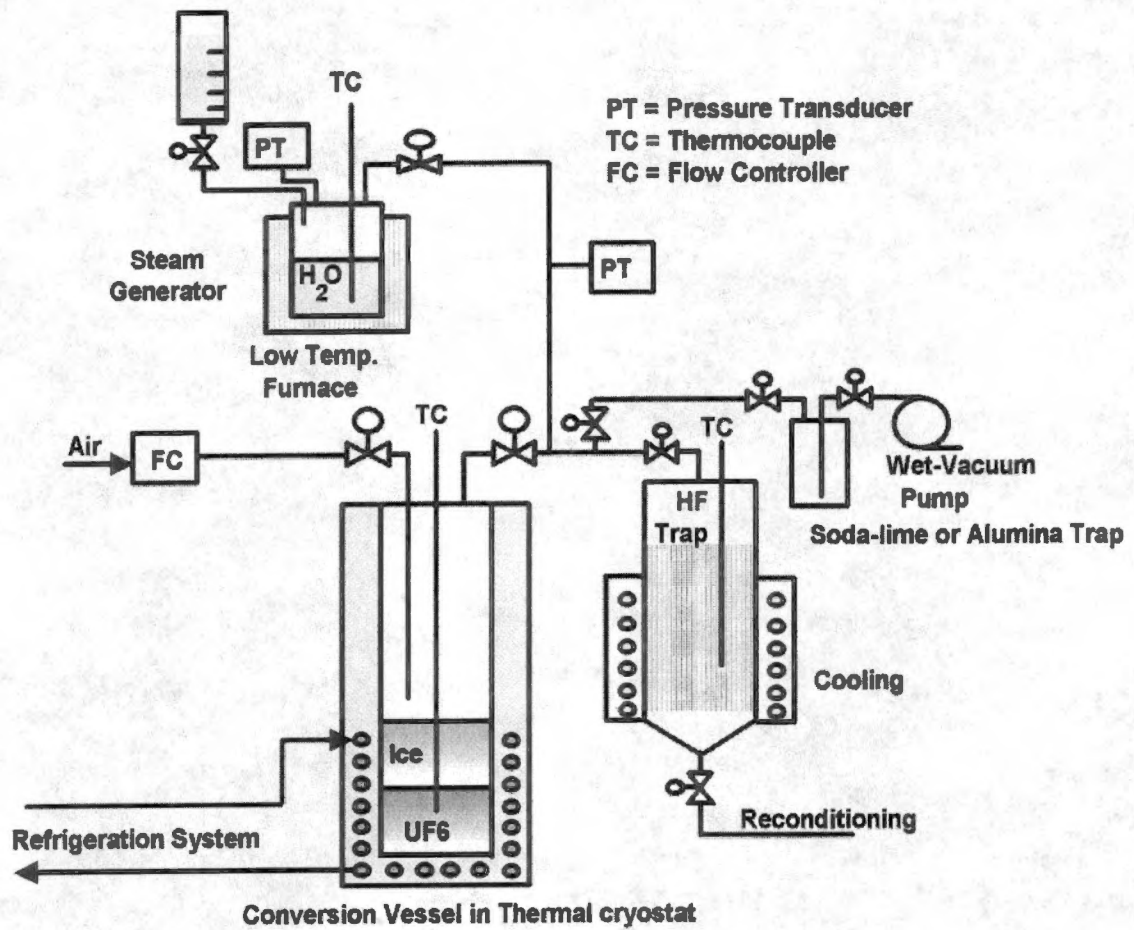 TC
PT = Pressure Transducer
TC = Thermocouple
FC = Flow Controller
PT
Steam
Generator
H2O
PT
Low Temp.
Furnace
TC
Air
FC
TC
Wet-Vacuum
Pump
HF
Trap
Soda-lime or Alumina Trap
Cooling
Ice
UF6
Refrigeration System
Reconditioning
Conversion Vessel in Thermal cryostat